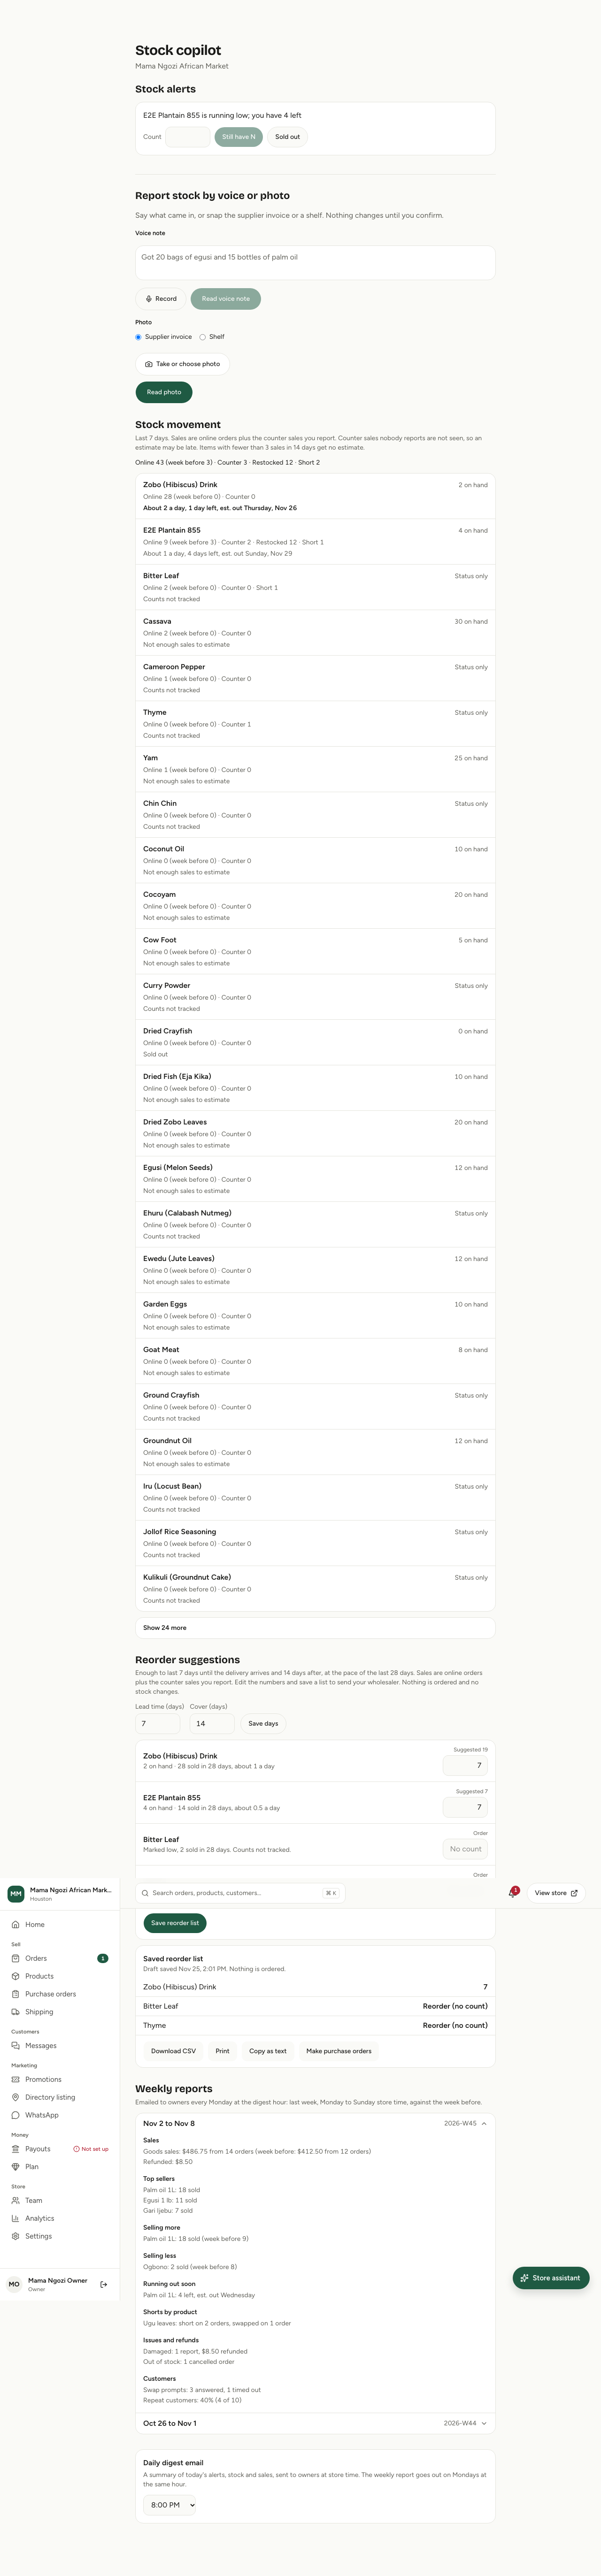 Stock copilot
Mama Ngozi African Market
Stock alerts
E2E Plantain 855 is running low; you have 4 left
Count
Still have N
Sold out
Report stock by voice or photo
Say what came in, or snap the supplier invoice or a shelf. Nothing changes until you confirm.
Voice note
Got 20 bags of egusi and 15 bottles of palm oil
Record
Read voice note
Photo
Supplier invoice
Shelf
Take or choose photo
Read photo
Stock movement
Last 7 days. Sales are online orders plus the counter sales you report. Counter sales nobody reports are not seen, so an
estimate may be late. Items with fewer than 3 sales in 14 days get no estimate.
Online 43 (week before 3) · Counter 3 · Restocked 12 · Short 2
Zobo (Hibiscus) Drink
2 on hand
Online 28 (week before 0) · Counter 0
About 2 a day, 1 day left, est. out Thursday, Nov 26
E2E Plantain 855
4 on hand
Online 9 (week before 3) · Counter 2 · Restocked 12 · Short 1
About 1 a day, 4 days left, est. out Sunday, Nov 29
Bitter Leaf
Status only
Online 2 (week before 0) · Counter 0 · Short 1
Counts not tracked
Cassava
30 on hand
Online 2 (week before 0) · Counter 0
Not enough sales to estimate
Cameroon Pepper
Status only
Online 1 (week before 0) · Counter 0
Counts not tracked
Thyme
Status only
Online 0 (week before 0) · Counter 1
Counts not tracked
Yam
25 on hand
Online 1 (week before 0) · Counter 0
Not enough sales to estimate
Chin Chin
Status only
Online 0 (week before 0) · Counter 0
Counts not tracked
Coconut Oil
10 on hand
Online 0 (week before 0) · Counter 0
Not enough sales to estimate
Cocoyam
20 on hand
Online 0 (week before 0) · Counter 0
Not enough sales to estimate
Cow Foot
5 on hand
Online 0 (week before 0) · Counter 0
Not enough sales to estimate
Curry Powder
Status only
Online 0 (week before 0) · Counter 0
Counts not tracked
Dried Crayfish
0 on hand
Online 0 (week before 0) · Counter 0
Sold out
Dried Fish (Eja Kika)
10 on hand
Online 0 (week before 0) · Counter 0
Not enough sales to estimate
Dried Zobo Leaves
20 on hand
Online 0 (week before 0) · Counter 0
Not enough sales to estimate
Egusi (Melon Seeds)
12 on hand
Online 0 (week before 0) · Counter 0
Not enough sales to estimate
Ehuru (Calabash Nutmeg)
Status only
Online 0 (week before 0) · Counter 0
Counts not tracked
Ewedu (Jute Leaves)
12 on hand
Online 0 (week before 0) · Counter 0
Not enough sales to estimate
Garden Eggs
10 on hand
Online 0 (week before 0) · Counter 0
Not enough sales to estimate
Goat Meat
8 on hand
Online 0 (week before 0) · Counter 0
Not enough sales to estimate
Ground Crayfish
Status only
Online 0 (week before 0) · Counter 0
Counts not tracked
Groundnut Oil
12 on hand
Online 0 (week before 0) · Counter 0
Not enough sales to estimate
Iru (Locust Bean)
Status only
Online 0 (week before 0) · Counter 0
Counts not tracked
Jollof Rice Seasoning
Status only
Online 0 (week before 0) · Counter 0
Counts not tracked
Kulikuli (Groundnut Cake)
Status only
Online 0 (week before 0) · Counter 0
Counts not tracked
Show 24 more
Reorder suggestions
Enough to last 7 days until the delivery arrives and 14 days after, at the pace of the last 28 days. Sales are online orders
plus the counter sales you report. Edit the numbers and save a list to send your wholesaler. Nothing is ordered and no
stock changes.
Lead time (days)
Cover (days)
7
14
Save days
Zobo (Hibiscus) Drink
2 on hand · 28 sold in 28 days, about 1 a day
Suggested 19
7
E2E Plantain 855
4 on hand · 14 sold in 28 days, about 0.5 a day
Suggested 7
7
Bitter Leaf
Marked low, 2 sold in 28 days. Counts not tracked.
Order
No count
Order
MM
Mama Ngozi African Mark...
Houston
Search orders, products, customers...
⌘ K
1
View store
Home
Sell
Orders
1
Products
Purchase orders
Shipping
Customers
Messages
Marketing
Promotions
Directory listing
WhatsApp
Money
Payouts
Not set up
Plan
Store
Team
Analytics
Settings
MO
Mama Ngozi Owner
Owner
Save reorder list
Saved reorder list
Draft saved Nov 25, 2:01 PM. Nothing is ordered.
Zobo (Hibiscus) Drink
7
Bitter Leaf
Reorder (no count)
Thyme
Reorder (no count)
Download CSV
Print
Copy as text
Make purchase orders
Weekly reports
Emailed to owners every Monday at the digest hour: last week, Monday to Sunday store time, against the week before.
Nov 2 to Nov 8
2026-W45
Sales
Goods sales: $486.75 from 14 orders (week before: $412.50 from 12 orders)
Refunded: $8.50
Top sellers
Palm oil 1L: 18 sold
Egusi 1 lb: 11 sold
Gari Ijebu: 7 sold
Selling more
Palm oil 1L: 18 sold (week before 9)
Selling less
Ogbono: 2 sold (week before 8)
Running out soon
Palm oil 1L: 4 left, est. out Wednesday
Shorts by product
Ugu leaves: short on 2 orders, swapped on 1 order
Issues and refunds
Damaged: 1 report, $8.50 refunded
Out of stock: 1 cancelled order
Customers
Swap prompts: 3 answered, 1 timed out
Repeat customers: 40% (4 of 10)
Oct 26 to Nov 1
2026-W44
Store assistant
Daily digest email
A summary of today's alerts, stock and sales, sent to owners at store time. The weekly report goes out on Mondays at
the same hour.
8:00 PM